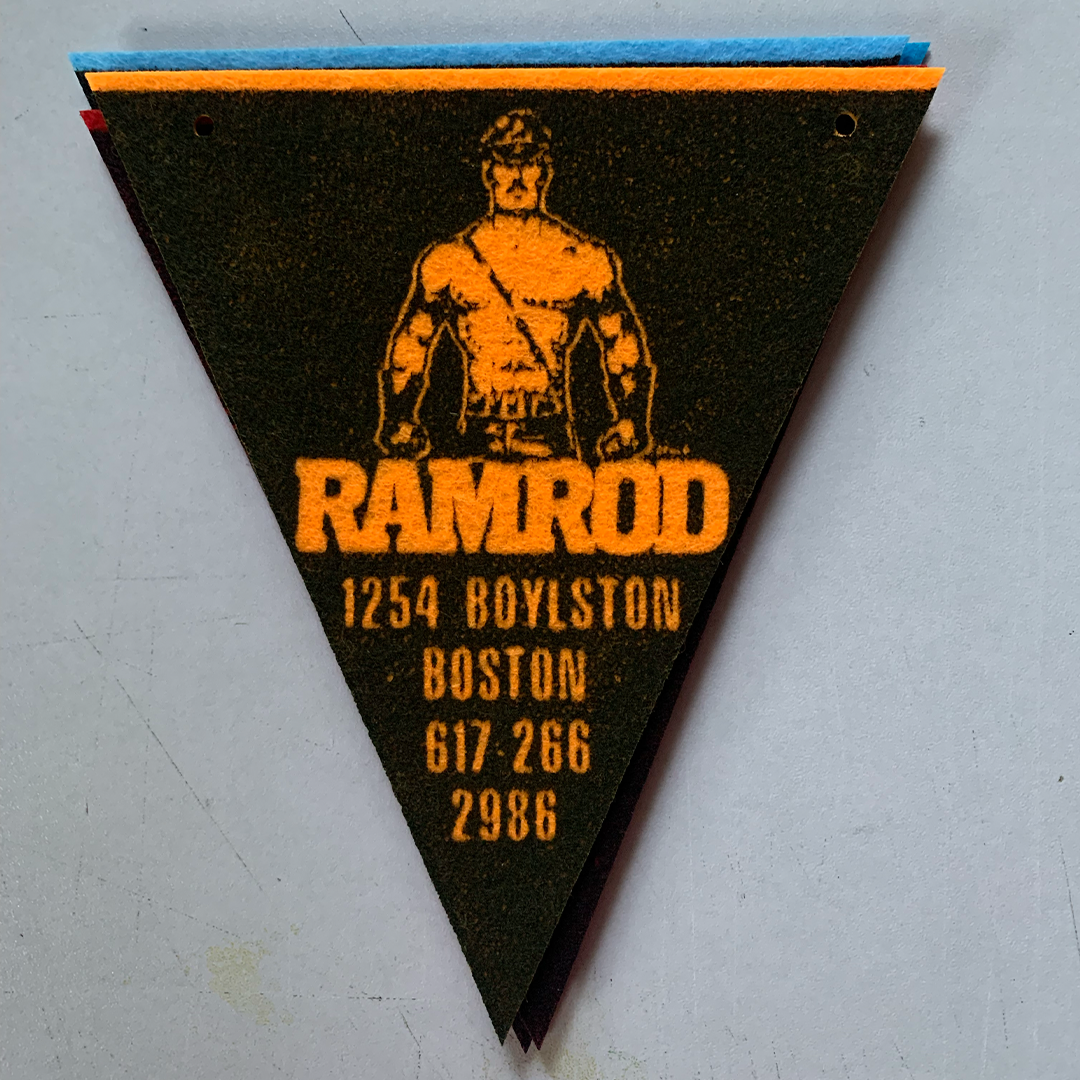 RAMROD
1254 BOYLSTON
BOSTON
617-266
2986